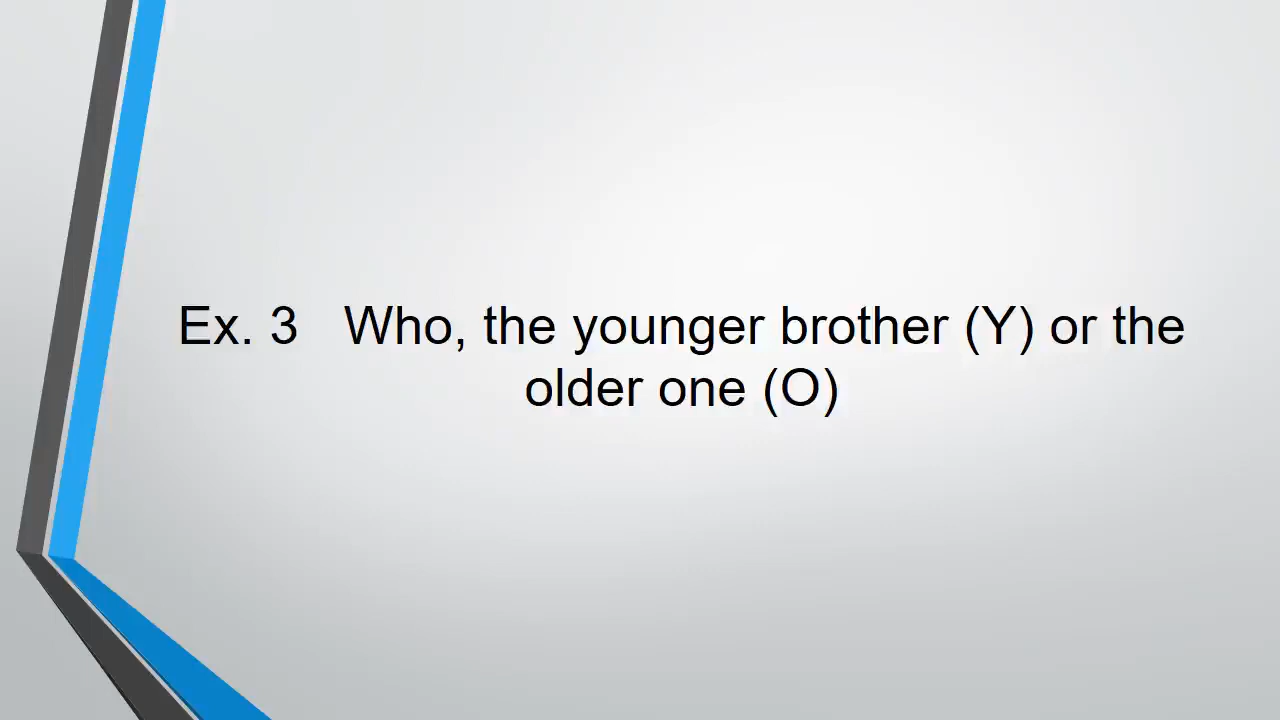 Ex. 3 Who, the younger brother (Y) or the
older one (O)